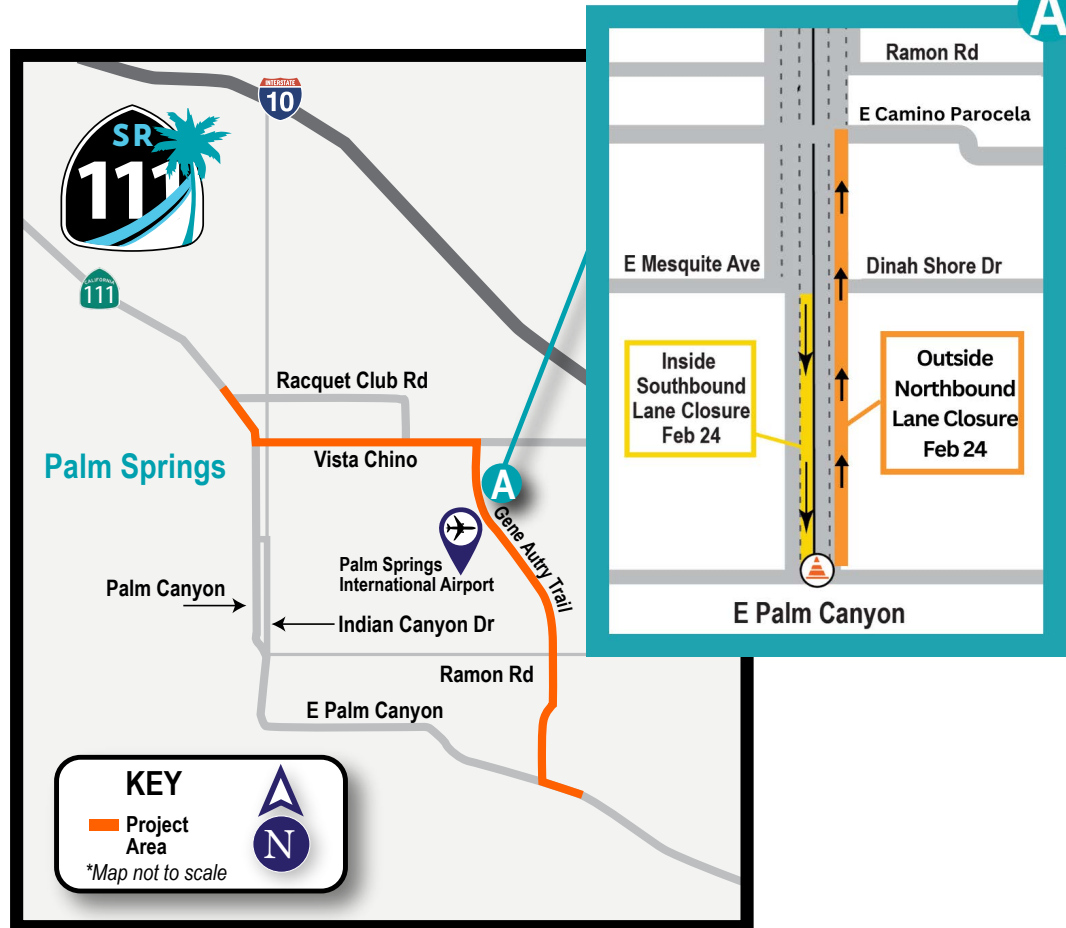 A
Ramon Rd
E Camino Parocela
E Mesquite Ave
Dinah Shore Dr
Inside
Southbound
Lane Closure
Feb 24
Outside
Northbound
Lane Closure
Feb 24
E Palm Canyon
INTERSTATE
10
SR
111
CALIFORNIA
111
Racquet Club Rd
Vista Chino
Palm Springs
A
Gene Autry Trail
Palm Springs
International Airport
Palm Canyon
Indian Canyon Dr
Ramon Rd
E Palm Canyon
KEY
Project
Area
*Map not to scale
N